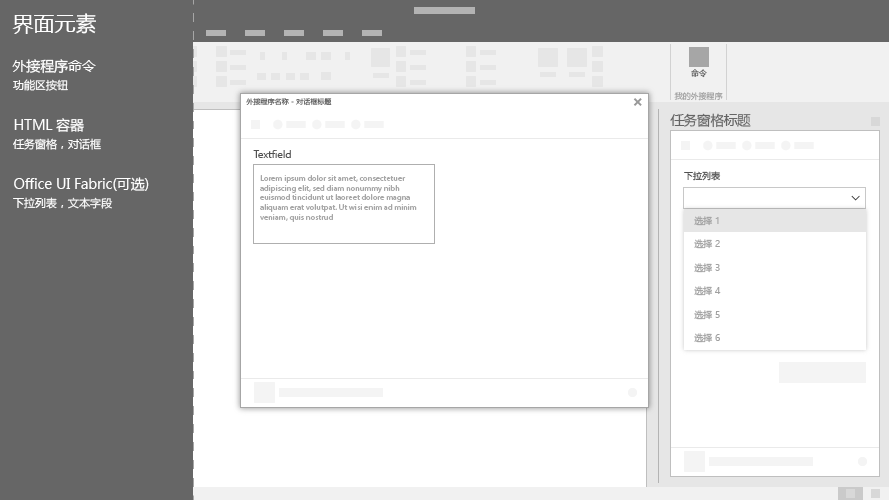 界面元素
外接程序命令
功能区按钮
HTML 容器
任务窗格，对话框
Office UI Fabric(可选)
下拉列表，文本字段
命令
我的外接程序
外接程序名称 - 对话框标题
Textfield
Lorem ipsum dolor sit amet, consectetuer
adipiscing elit, sed diam nonummy nibh
euismod tincidunt ut laoreet dolore magna
aliquam erat volutpat. Ut wisi enim ad minim
veniam, quis nostrud
任务窗格标题
下拉列表
选择 1
选择 2
选择 3
选择 4
选择 5
选择 6